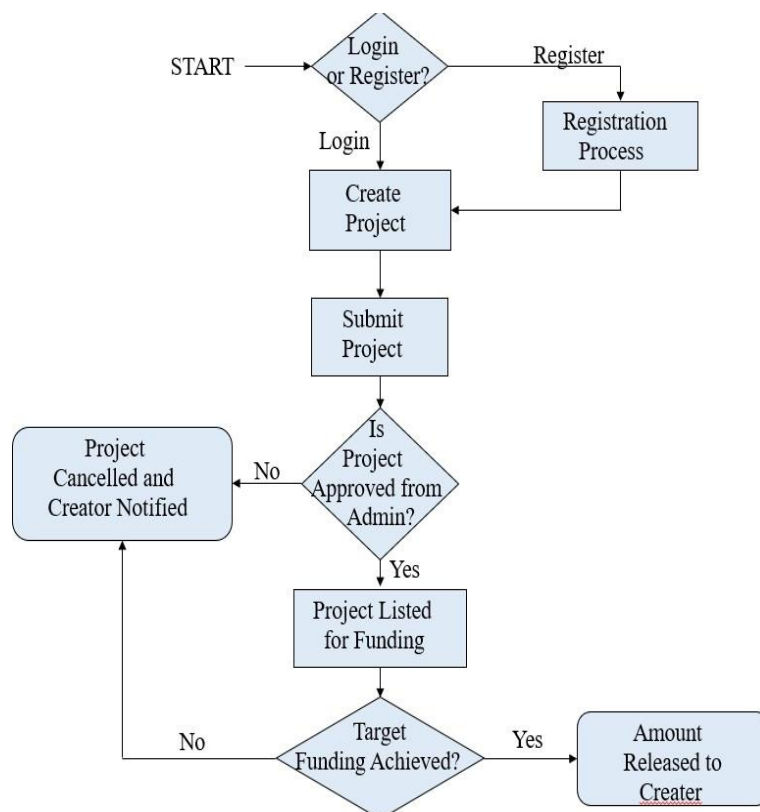 Login
or Register?
START
Register
Registration
Process
Login
Create
Project
Submit
Project
Is
Project
Approved from
Admin?
No
Project
Cancelled and
Creator Notified
Yes
Project Listed
for Funding
Target
Funding Achieved?
No
Yes
Amount
Released to
Creater